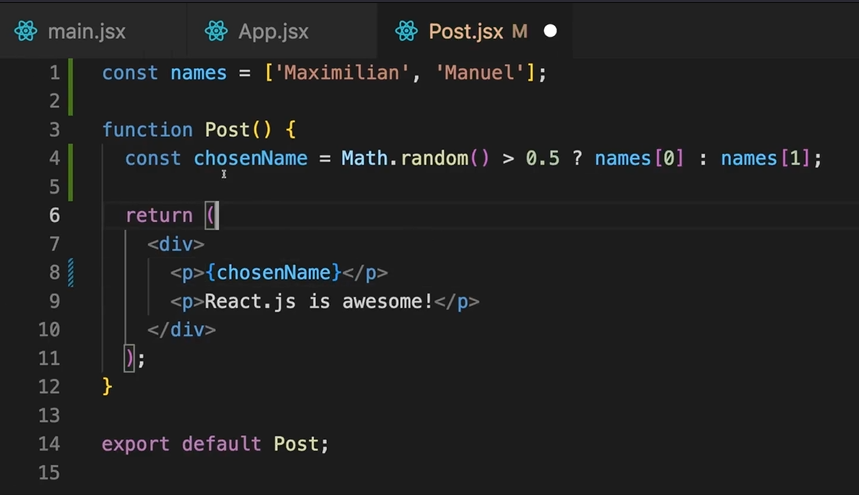 main.jsx App.jsx Post.jsx M
1 const names = ['Maximilian', 'Manuel'];
2
3 function Post() {
4 const chosenName = Math.random() > 0.5 ? names[0] : names[1];
5
6 return (
7 <div>
8 <p>{chosenName}</p>
9 <p>React.js is awesome!</p>
10 </div>
11 );
12 }
13
14 export default Post;
15